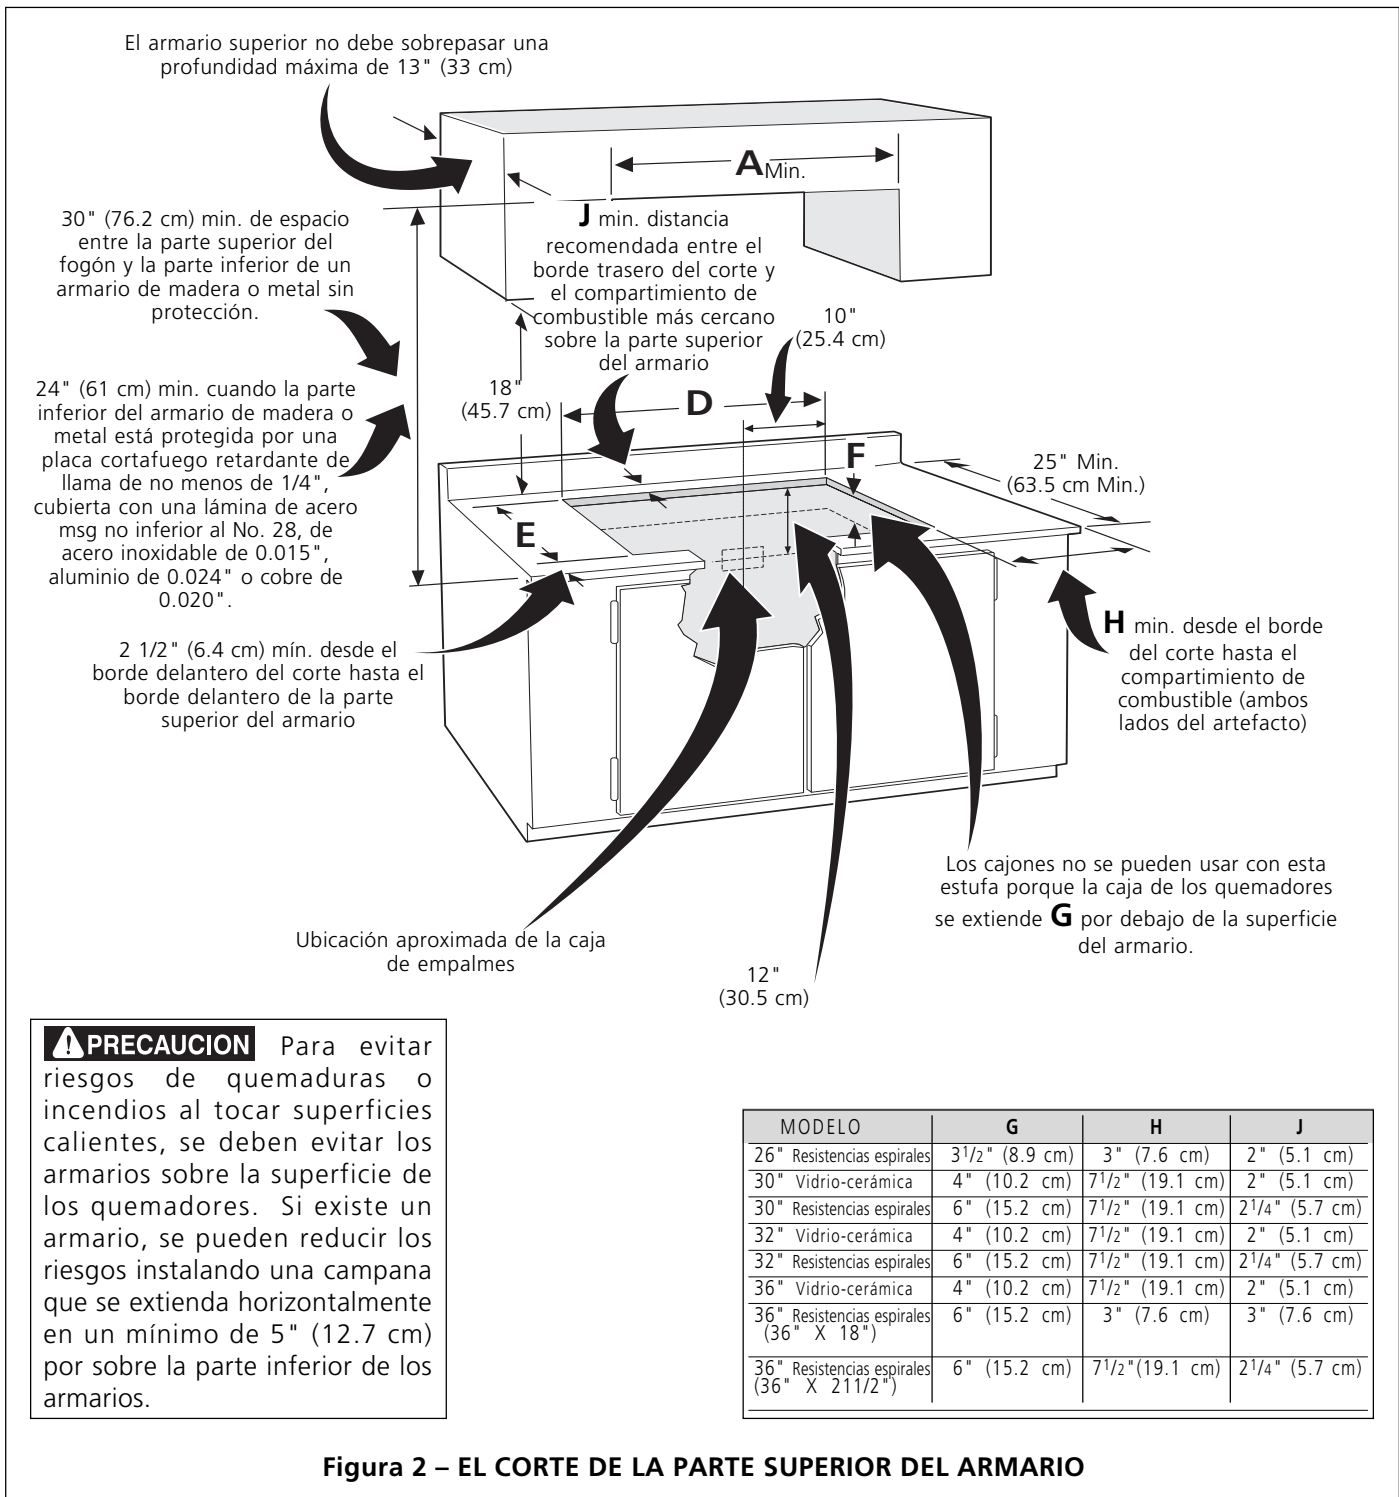 El armario superior no debe sobrepasar una
profundidad máxima de 13" (33 cm)
A Min.
30" (76.2 cm) min. de espacio
entre la parte superior del
fogón y la parte inferior de un
armario de madera o metal sin
protección.
J min. distancia
recomendada entre el
borde trasero del corte y
el compartimiento de
combustible más cercano
sobre la parte superior
del armario
10"
(25.4 cm)
24" (61 cm) min. cuando la parte
inferior del armario de madera o
metal está protegida por una
placa cortafuego retardante de
llama de no menos de 1/4",
cubierta con una lámina de acero
msg no inferior al No. 28, de
acero inoxidable de 0.015",
aluminio de 0.024" o cobre de
0.020".
18"
(45.7 cm)
D
F
25" Min.
(63.5 cm Min.)
E
2 1/2" (6.4 cm) mín. desde el
borde delantero del corte hasta el
borde delantero de la parte
superior del armario
H min. desde el borde
del corte hasta el
compartimiento de
combustible (ambos
lados del artefacto)
Los cajones no se pueden usar con esta
estufa porque la caja de los quemadores
se extiende G por debajo de la superficie
del armario.
Ubicación aproximada de la caja
de empalmes
12"
(30.5 cm)
PRECAUCION Para evitar
riesgos de quemaduras o
incendios al tocar superficies
calientes, se deben evitar los
armarios sobre la superficie de
los quemadores. Si existe un
armario, se pueden reducir los
riesgos instalando una campana
que se extienda horizontalmente
en un mínimo de 5" (12.7 cm)
por sobre la parte inferior de los
armarios.
MODELO G H J
26" Resistencias espirales 3 1/2" (8.9 cm) 3" (7.6 cm) 2" (5.1 cm)
30" Vidrio-cerámica 4" (10.2 cm) 7 1/2" (19.1 cm) 2" (5.1 cm)
30" Resistencias espirales 6" (15.2 cm) 7 1/2" (19.1 cm) 2 1/4" (5.7 cm)
32" Vidrio-cerámica 4" (10.2 cm) 7 1/2" (19.1 cm) 2" (5.1 cm)
32" Resistencias espirales 6" (15.2 cm) 7 1/2" (19.1 cm) 2 1/4" (5.7 cm)
36" Vidrio-cerámica 4" (10.2 cm) 7 1/2" (19.1 cm) 2" (5.1 cm)
36" Resistencias espirales 6" (15.2 cm) 3" (7.6 cm) 3" (7.6 cm)
(36" X 18")
36" Resistencias espirales 6" (15.2 cm) 7 1/2"(19.1 cm) 2 1/4" (5.7 cm)
(36" X 211/2")
Figura 2 – EL CORTE DE LA PARTE SUPERIOR DEL ARMARIO